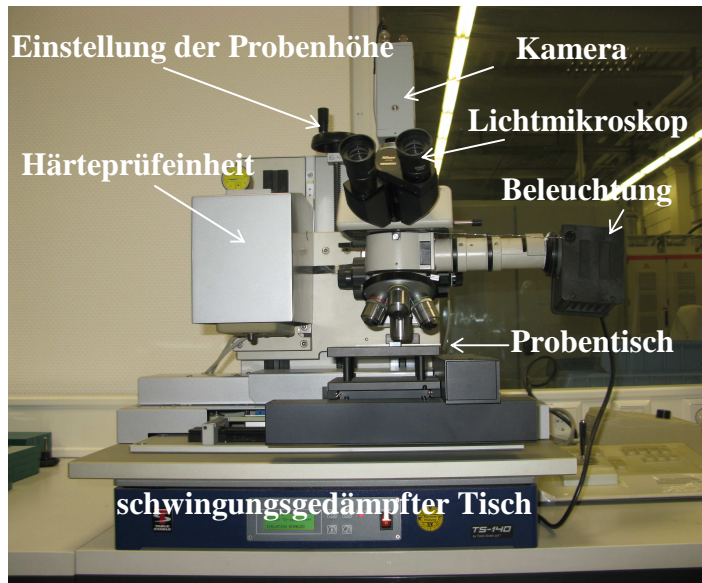 Einstellung der Probenhöhe
Kamera
Lichtmikroskop
Härteprüfeinheit
Beleuchtung
Probentisch
schwingungsgedämpfter Tisch
TS-140